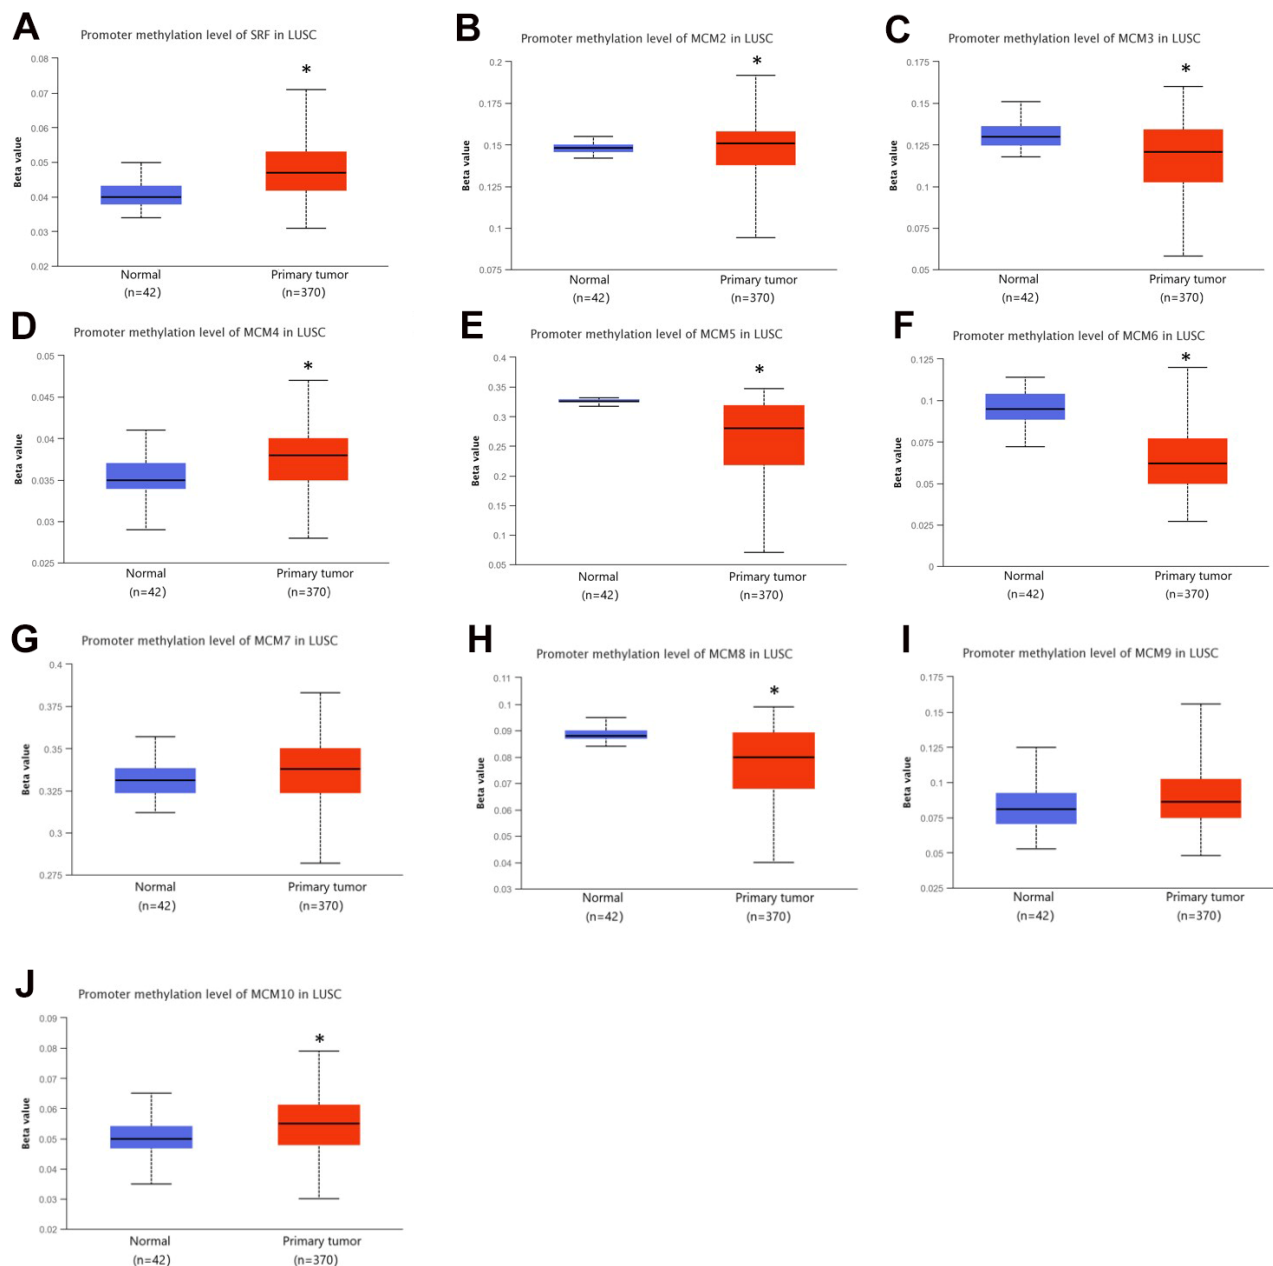 A
Promoter methylation level of SRF in LUSC
0.08
0.07
0.06
0.05
0.04
0.03
0.02
Beta value
Normal
(n=42)
Primary tumor
(n=370)
*
B
Promoter methylation level of MCM2 in LUSC
0.2
0.175
0.15
0.125
0.1
0.075
Beta value
Normal
(n=42)
Primary tumor
(n=370)
*
C
Promoter methylation level of MCM3 in LUSC
0.175
0.15
0.125
0.1
0.075
0.05
Beta value
Normal
(n=42)
Primary tumor
(n=370)
*
D
Promoter methylation level of MCM4 in LUSC
0.05
0.045
0.04
0.035
0.03
0.025
Beta value
Normal
(n=42)
Primary tumor
(n=370)
*
E
Promoter methylation level of MCM5 in LUSC
0.4
0.35
0.3
0.25
0.2
0.15
0.1
0.05
Beta value
Normal
(n=42)
Primary tumor
(n=370)
*
F
Promoter methylation level of MCM6 in LUSC
0.125
0.1
0.075
0.05
0.025
0
Beta value
Normal
(n=42)
Primary tumor
(n=370)
*
G
Promoter methylation level of MCM7 in LUSC
0.4
0.375
0.35
0.325
0.3
0.275
Beta value
Normal
(n=42)
Primary tumor
(n=370)
H
Promoter methylation level of MCM8 in LUSC
0.11
0.1
0.09
0.08
0.07
0.06
0.05
0.04
0.03
Beta value
Normal
(n=42)
Primary tumor
(n=370)
*
I
Promoter methylation level of MCM9 in LUSC
0.175
0.15
0.125
0.1
0.075
0.05
0.025
Beta value
Normal
(n=42)
Primary tumor
(n=370)
J
Promoter methylation level of MCM10 in LUSC
0.09
0.08
0.07
0.06
0.05
0.04
0.03
0.02
Beta value
Normal
(n=42)
Primary tumor
(n=370)
*